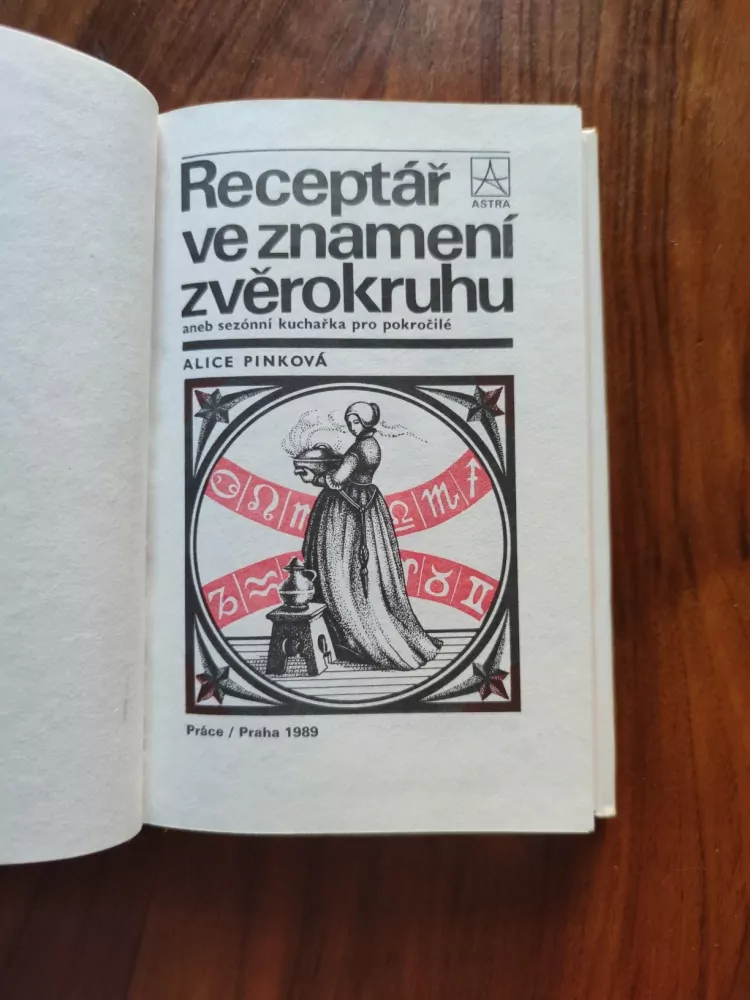 Receptář
ASTRA
ve znamení
zvěrokruhu
aneb sezónní kuchařka pro pokročilé
ALICE PINKOVÁ
♋ ♌ ♍ ♎ ♏ ♐
♑ ♒ ♈ ♉ ♊
Práce / Praha 1989